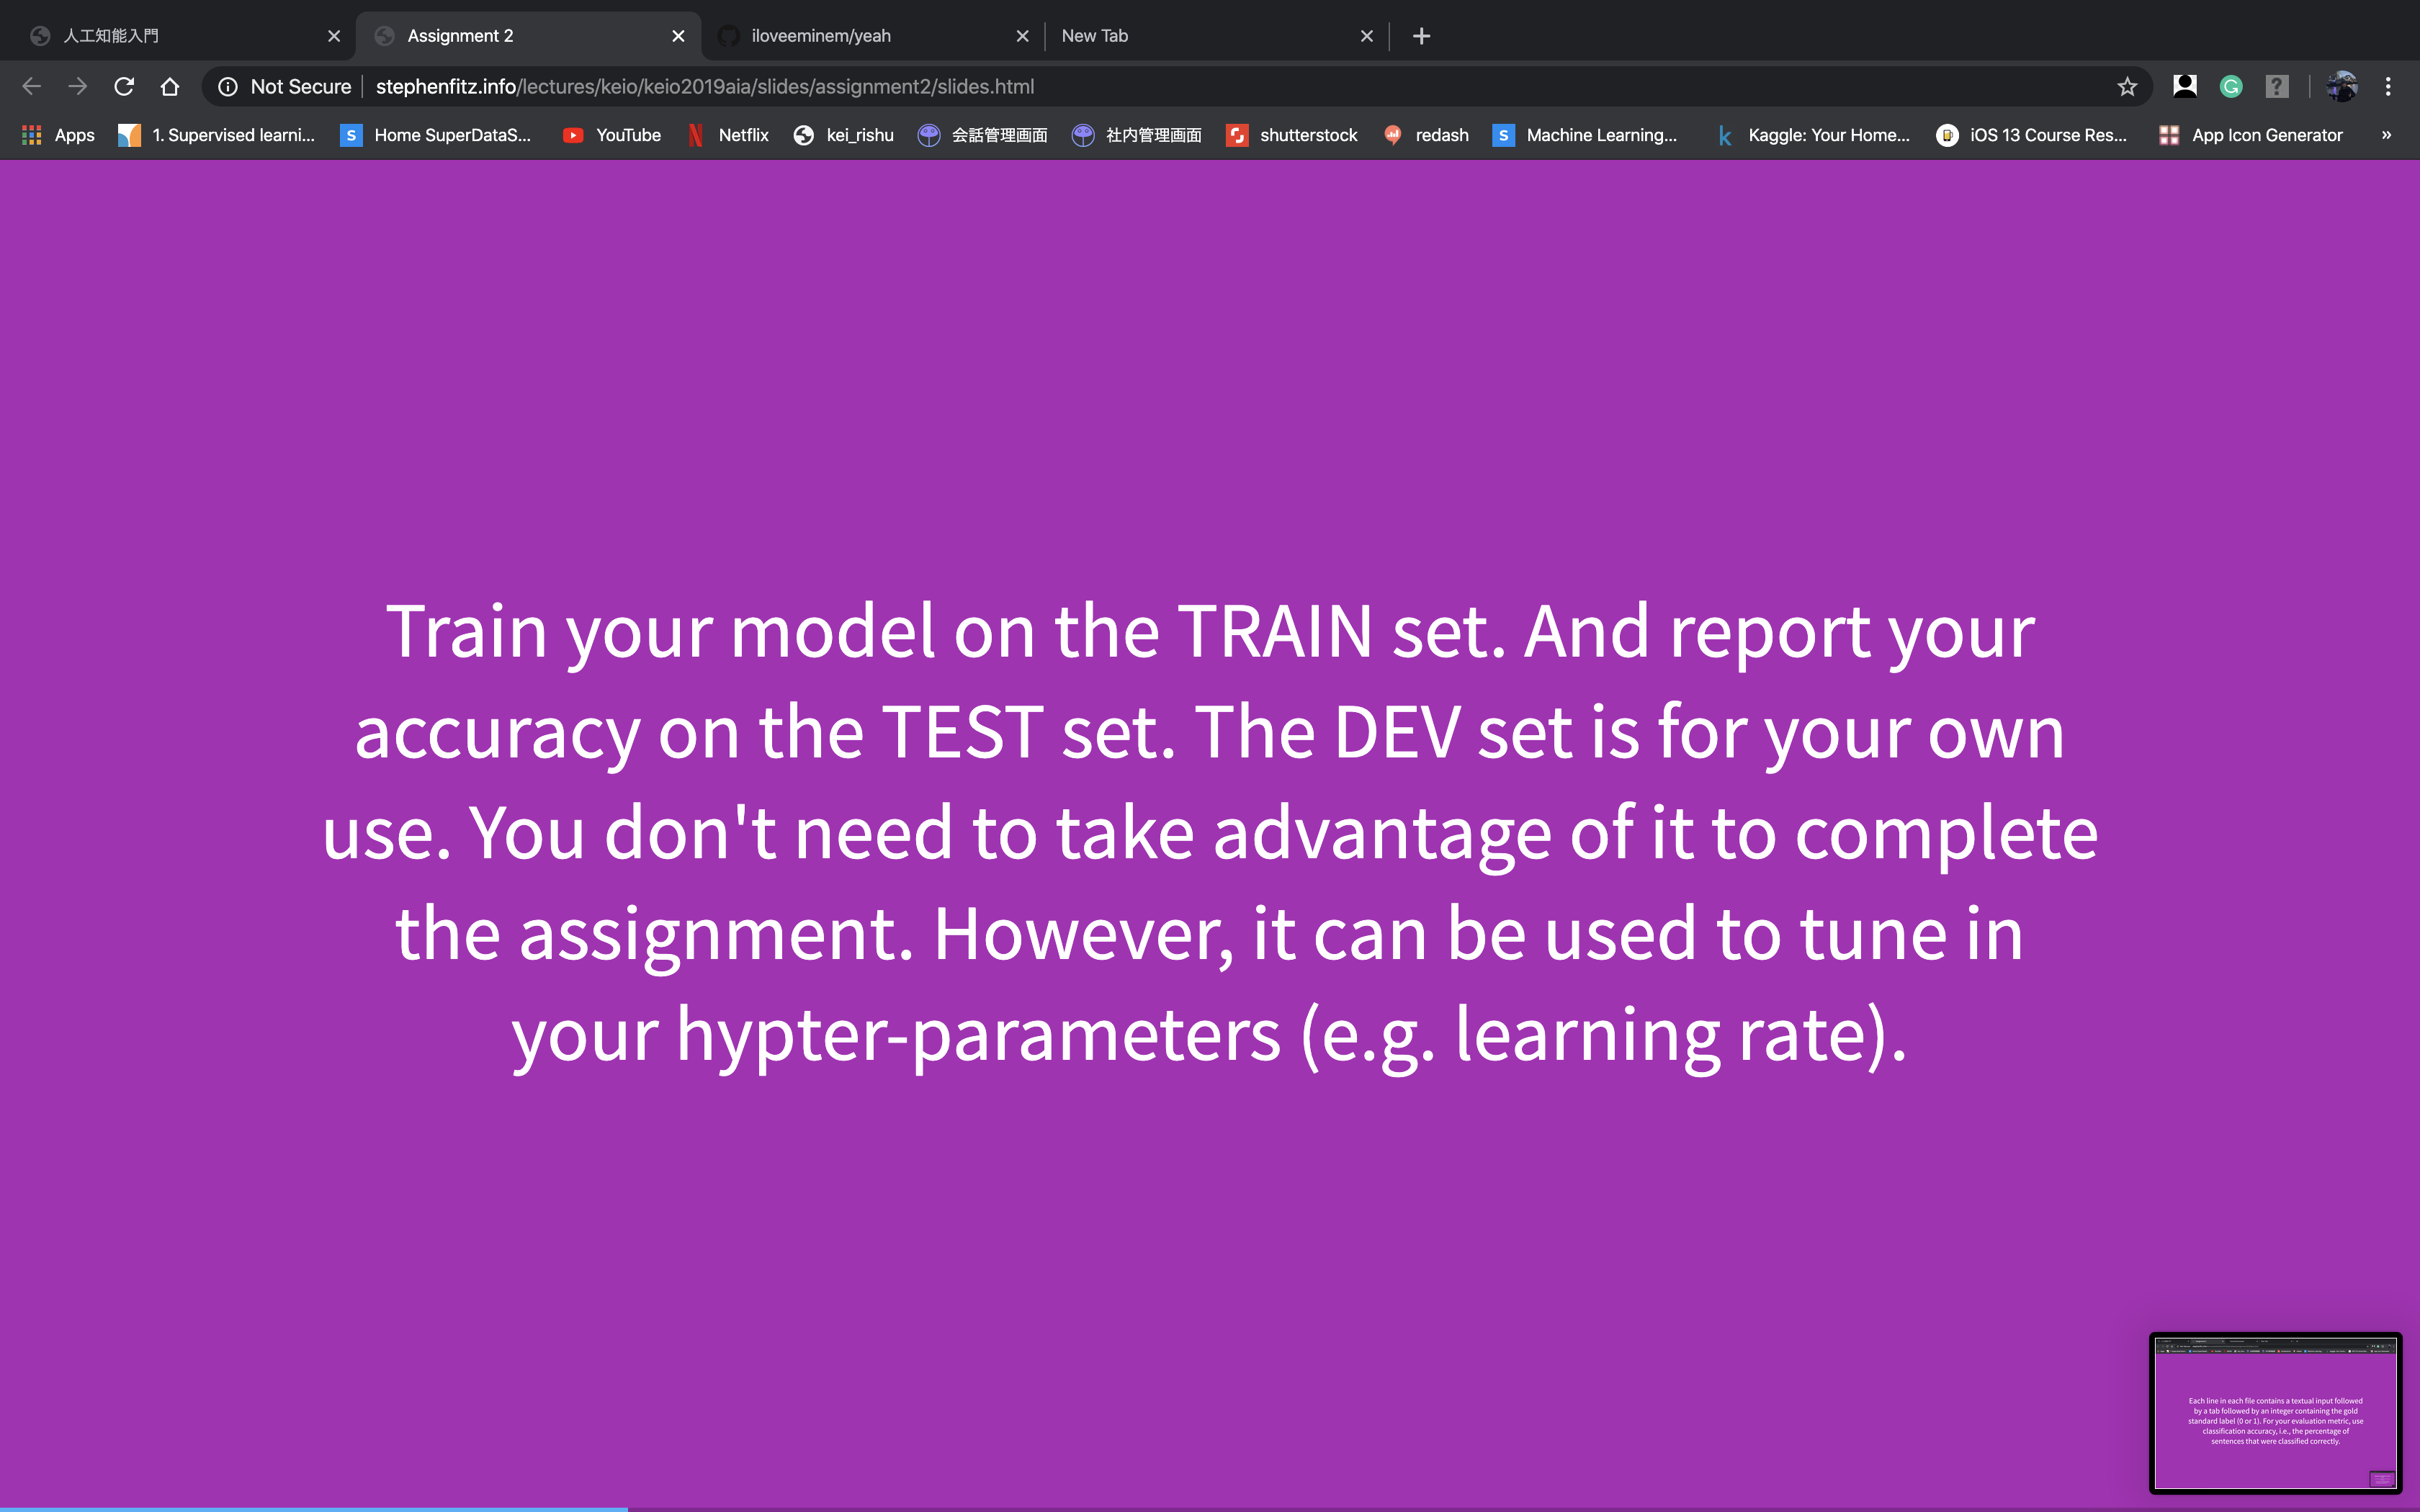 人工知能入門
Assignment 2
iloveeminem/yeah
New Tab
Not Secure
stephenfitz.info/lectures/keio/keio2019aia/slides/assignment2/slides.html
Apps
1. Supervised learni...
Home SuperDataS...
YouTube
Netflix
kei_rishu
会話管理画面
社内管理画面
shutterstock
redash
Machine Learning...
Kaggle: Your Home...
iOS 13 Course Res...
App Icon Generator
»
Train your model on the TRAIN set. And report your
accuracy on the TEST set. The DEV set is for your own
use. You don't need to take advantage of it to complete
the assignment. However, it can be used to tune in
your hypter-parameters (e.g. learning rate).
Each line in each file contains a textual input followed
by a tab followed by an integer containing the gold
standard label (0 or 1). For your evaluation metric, use
classification accuracy, i.e., the percentage of
sentences that were classified correctly.